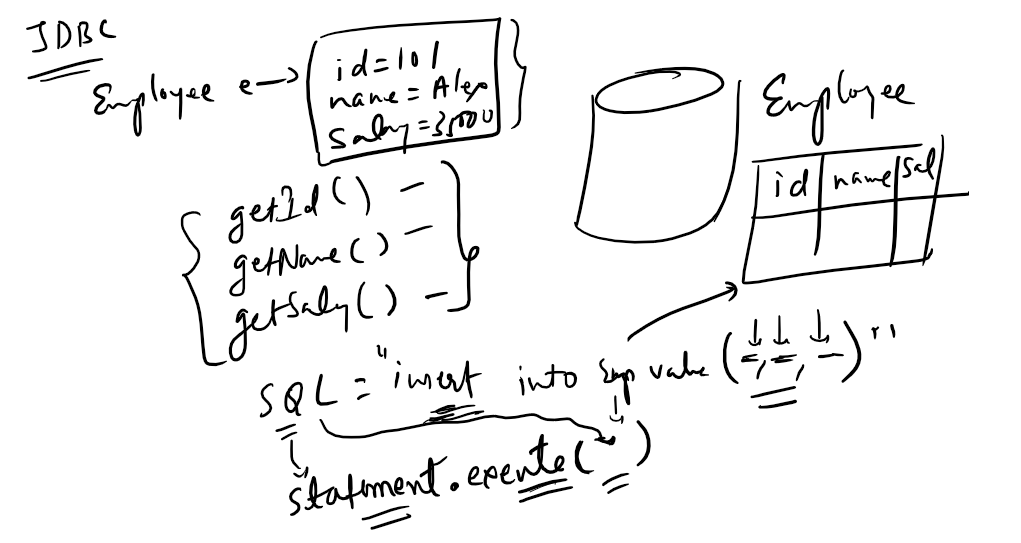 JDBC
Employee e → id=101
name = Alex
Salary = 35000
Employee
id name sal
getId() -
getName() -
getSalary() -
SQL = "insert into Emp value (_, _, _)"
statement.execute( )